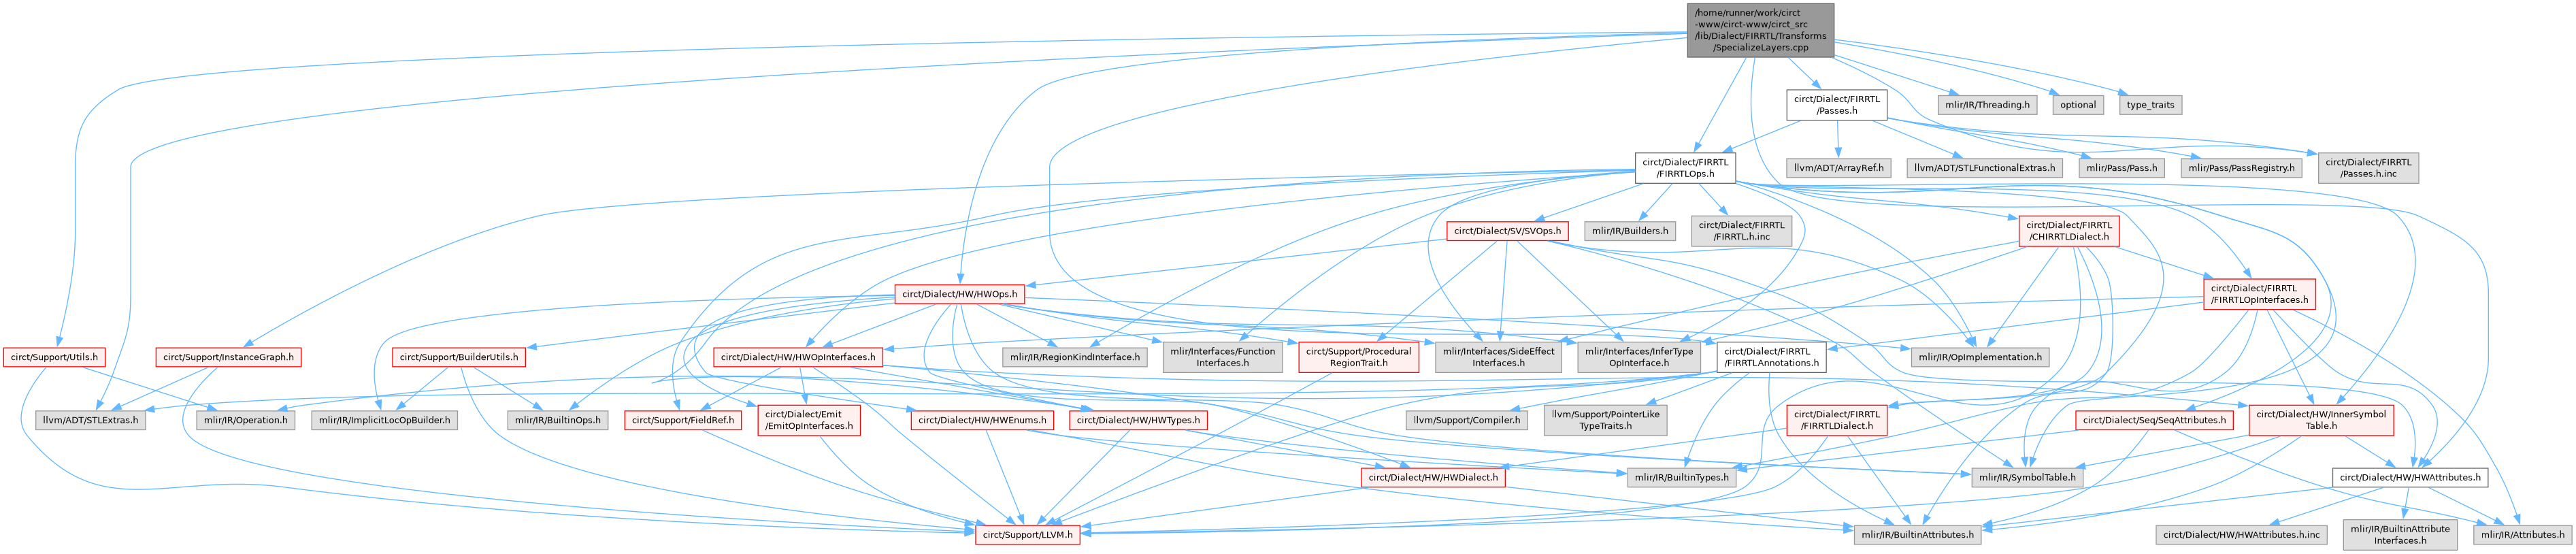 /home/runner/work/circt
-www/circt-www/circt_src
/lib/Dialect/FIRRTL/Transforms
/SpecializeLayers.cpp
circt/Dialect/FIRRTL
/Passes.h
mlir/IR/Threading.h
optional
type_traits
circt/Dialect/FIRRTL
/FIRRTLOps.h
llvm/ADT/ArrayRef.h
llvm/ADT/STLFunctionalExtras.h
mlir/Pass/Pass.h
mlir/Pass/PassRegistry.h
circt/Dialect/FIRRTL
/Passes.h.inc
circt/Dialect/SV/SVOps.h
mlir/IR/Builders.h
circt/Dialect/FIRRTL
/FIRRTL.h.inc
circt/Dialect/FIRRTL
/CHIRRTLDialect.h
circt/Dialect/HW/HWOps.h
circt/Dialect/FIRRTL
/FIRRTLOpInterfaces.h
circt/Support/Utils.h
circt/Support/InstanceGraph.h
circt/Support/BuilderUtils.h
circt/Dialect/HW/HWOpInterfaces.h
mlir/IR/RegionKindInterface.h
mlir/Interfaces/Function
Interfaces.h
circt/Support/Procedural
RegionTrait.h
mlir/Interfaces/SideEffect
Interfaces.h
mlir/Interfaces/InferType
OpInterface.h
circt/Dialect/FIRRTL
/FIRRTLAnnotations.h
mlir/IR/OpImplementation.h
llvm/ADT/STLExtras.h
mlir/IR/Operation.h
mlir/IR/ImplicitLocOpBuilder.h
mlir/IR/BuiltinOps.h
circt/Support/FieldRef.h
circt/Dialect/Emit
/EmitOpInterfaces.h
circt/Dialect/HW/HWEnums.h
circt/Dialect/HW/HWTypes.h
llvm/Support/Compiler.h
llvm/Support/PointerLike
TypeTraits.h
circt/Dialect/FIRRTL
/FIRRTLDialect.h
circt/Dialect/Seq/SeqAttributes.h
circt/Dialect/HW/InnerSymbol
Table.h
circt/Dialect/HW/HWDialect.h
mlir/IR/BuiltinTypes.h
mlir/IR/SymbolTable.h
circt/Dialect/HW/HWAttributes.h
circt/Support/LLVM.h
mlir/IR/BuiltinAttributes.h
circt/Dialect/HW/HWAttributes.h.inc
mlir/IR/BuiltinAttribute
Interfaces.h
mlir/IR/Attributes.h